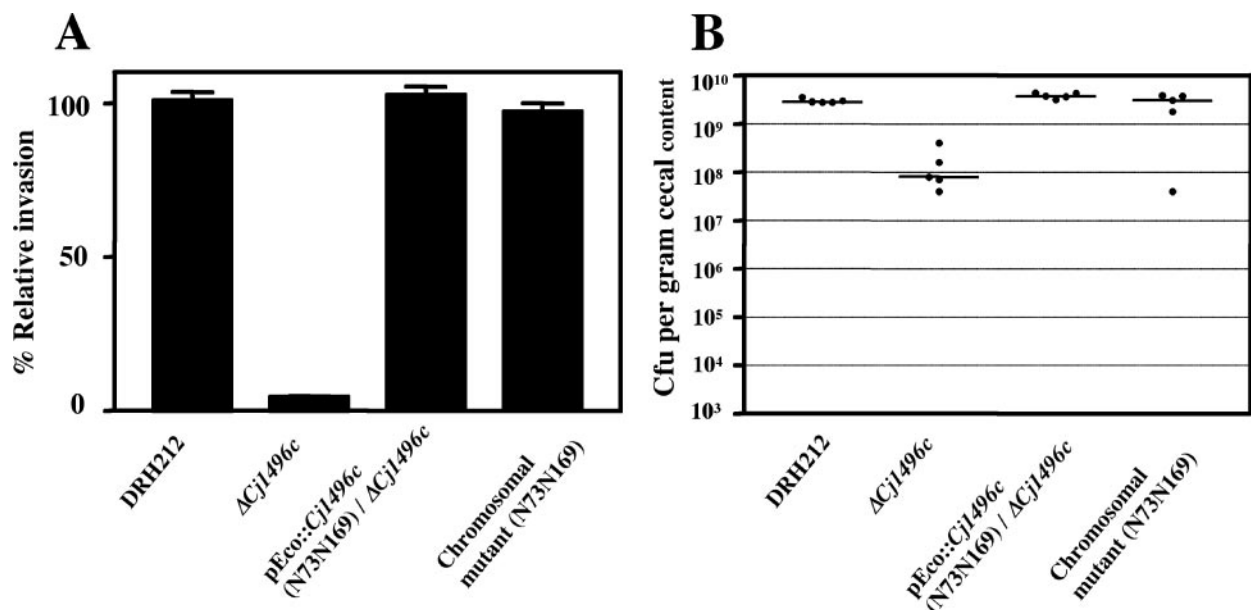 A
% Relative invasion
100
50
0
DRH212
ΔCj1496c
pEco::Cj1496c
(N73N169) / ΔCj1496c
Chromosomal
mutant (N73N169)
B
Cfu per gram cecal content
10¹⁰
10⁹
10⁸
10⁷
10⁶
10⁵
10⁴
10³
DRH212
ΔCj1496c
pEco::Cj1496c
(N73N169) / ΔCj1496c
Chromosomal
mutant (N73N169)